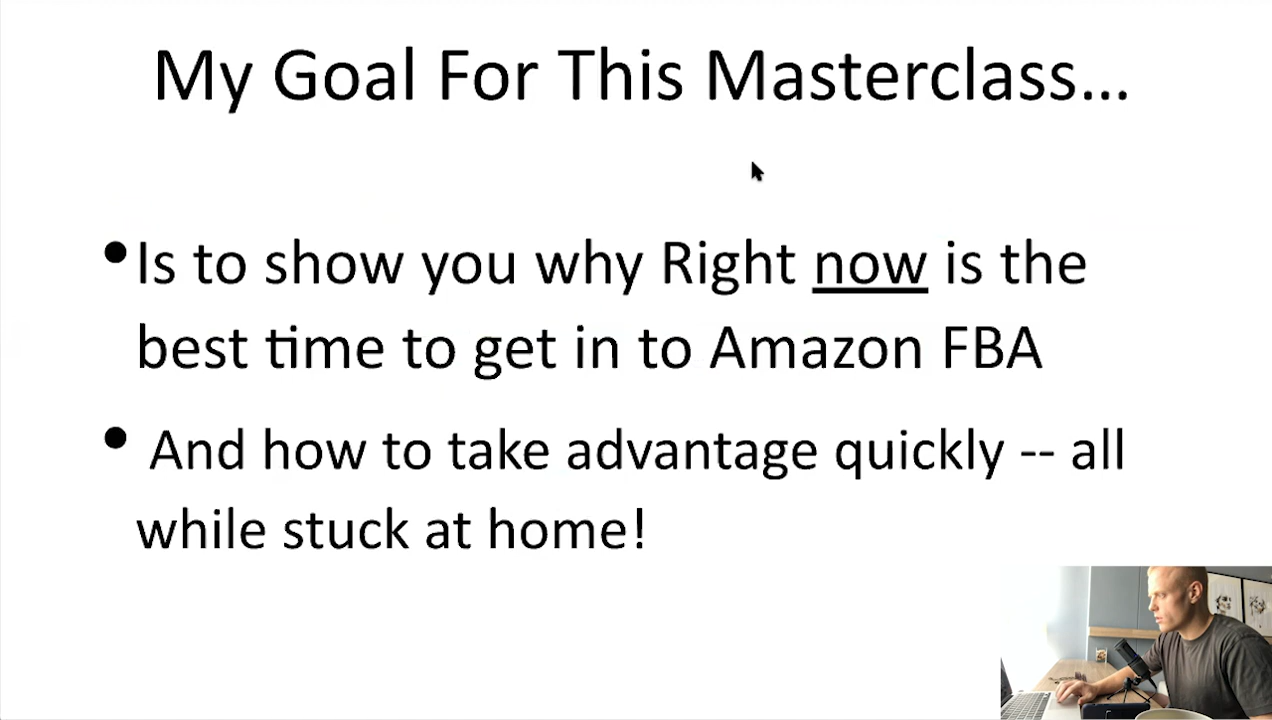 My Goal For This Masterclass...
•Is to show you why Right now is the
best time to get in to Amazon FBA
• And how to take advantage quickly -- all
while stuck at home!